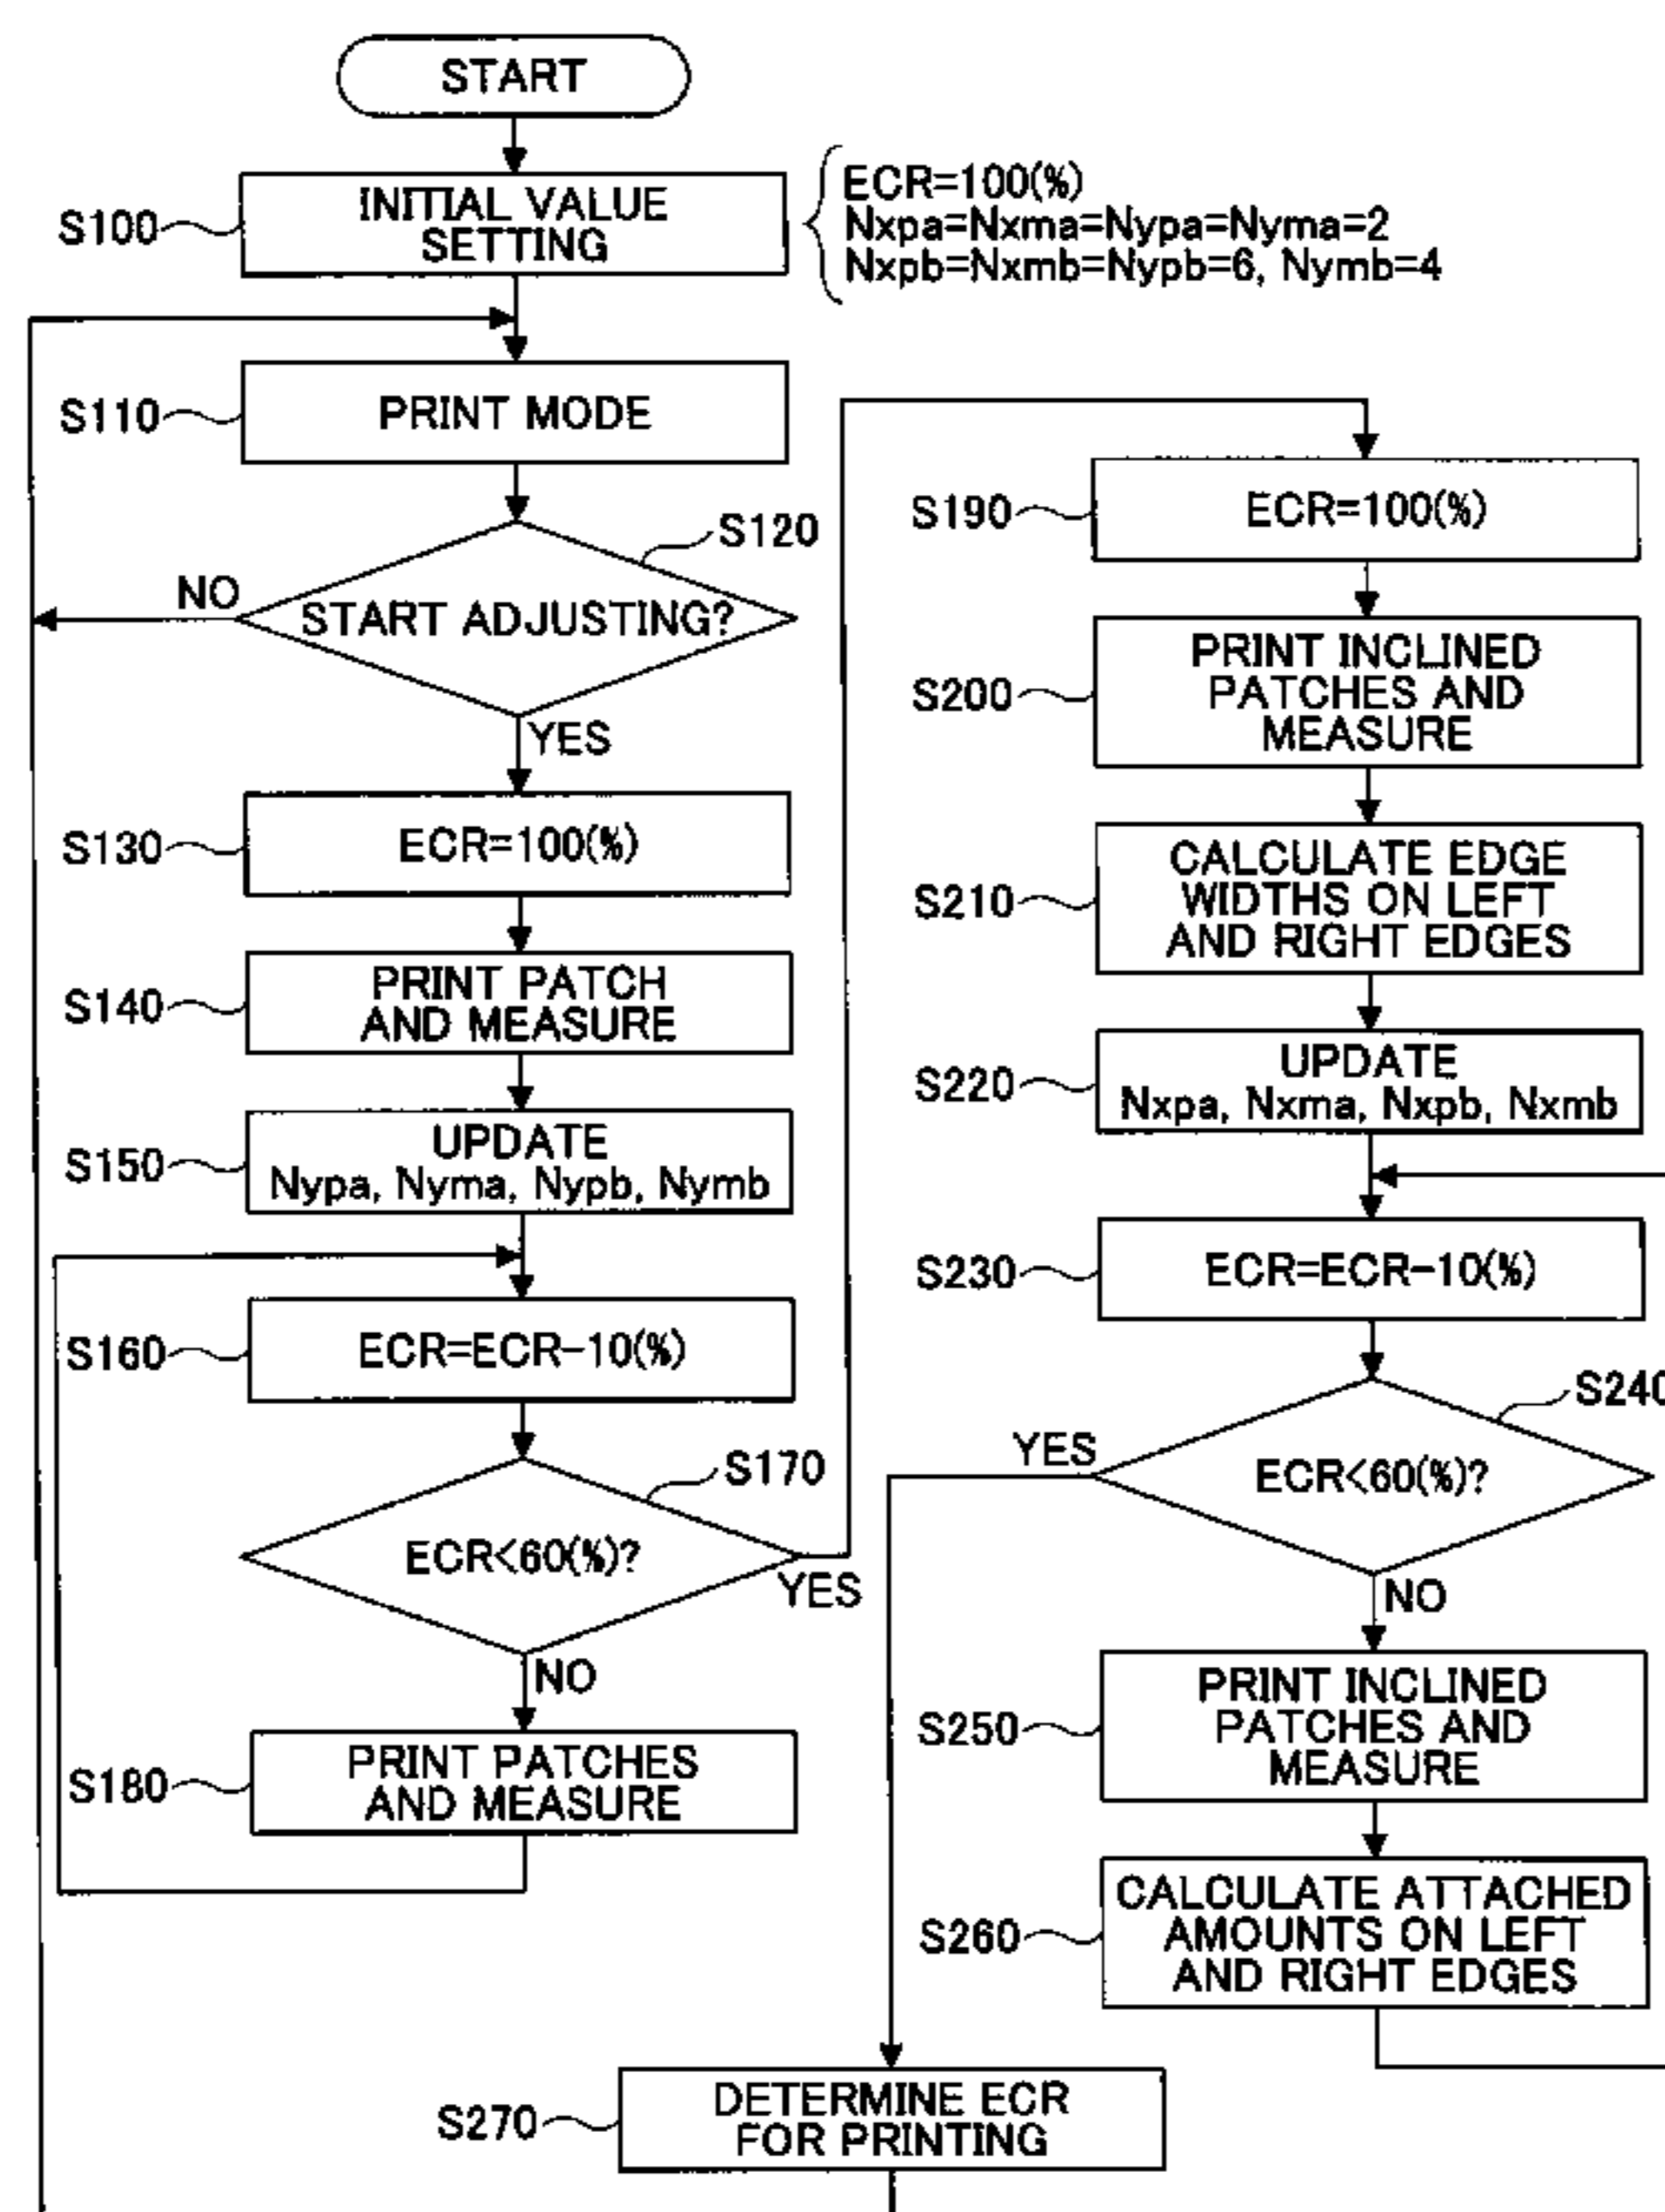 START
S100
INITIAL VALUE
SETTING
ECR=100(%)
Nxpa=Nxma=Nypa=Nyma=2
Nxpb=Nxmb=Nypb=6, Nymb=4
S110
PRINT MODE
S120
START ADJUSTING?
NO
YES
S130
ECR=100(%)
S140
PRINT PATCH
AND MEASURE
S150
UPDATE
Nypa, Nyma, Nypb, Nymb
S160
ECR=ECR-10(%)
S170
ECR<60(%)?
YES
NO
S180
PRINT PATCHES
AND MEASURE
S190
ECR=100(%)
S200
PRINT INCLINED
PATCHES AND
MEASURE
S210
CALCULATE EDGE
WIDTHS ON LEFT
AND RIGHT EDGES
S220
UPDATE
Nxpa, Nxma, Nxpb, Nxmb
S230
ECR=ECR-10(%)
S240
YES
ECR<60(%)?
NO
S250
PRINT INCLINED
PATCHES AND
MEASURE
S260
CALCULATE ATTACHED
AMOUNTS ON LEFT
AND RIGHT EDGES
S270
DETERMINE ECR
FOR PRINTING